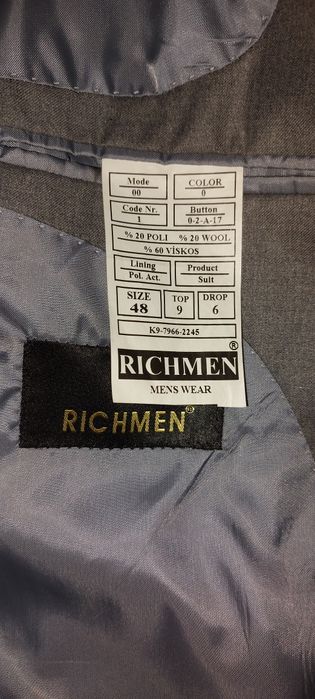 Mode COLOR
00 0
Code Nr. Button
1 0-2-A-17
% 20 POLI % 20 WOOL
% 60 VİSKOS
Lining Product
Pol. Act. Suit
SIZE TOP DROP
48 9 6
K9-7966-2245
RICHMEN ®
MENS WEAR
RICHMEN®